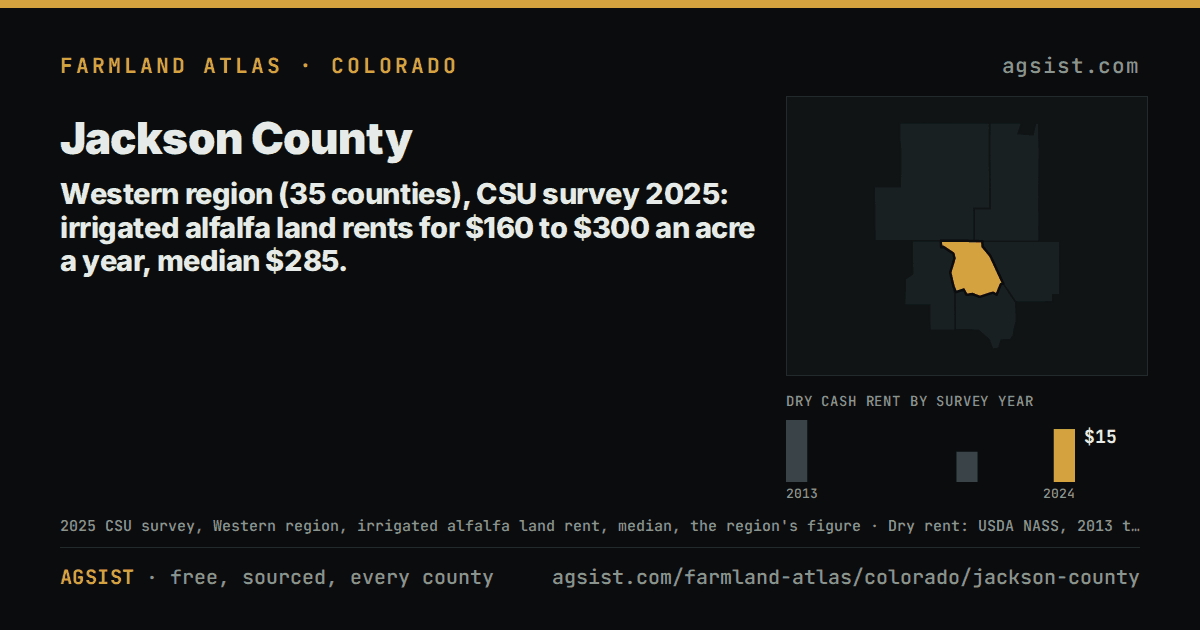 FARMLAND ATLAS · COLORADO
agsist.com
Jackson County
Western region (35 counties), CSU survey 2025:
irrigated alfalfa land rents for $160 to $300 an acre
a year, median $285.
DRY CASH RENT BY SURVEY YEAR
$15
2013
2024
2025 CSU survey, Western region, irrigated alfalfa land rent, median, the region's figure · Dry rent: USDA NASS, 2013 t…
AGSIST · free, sourced, every county
agsist.com/farmland-atlas/colorado/jackson-county